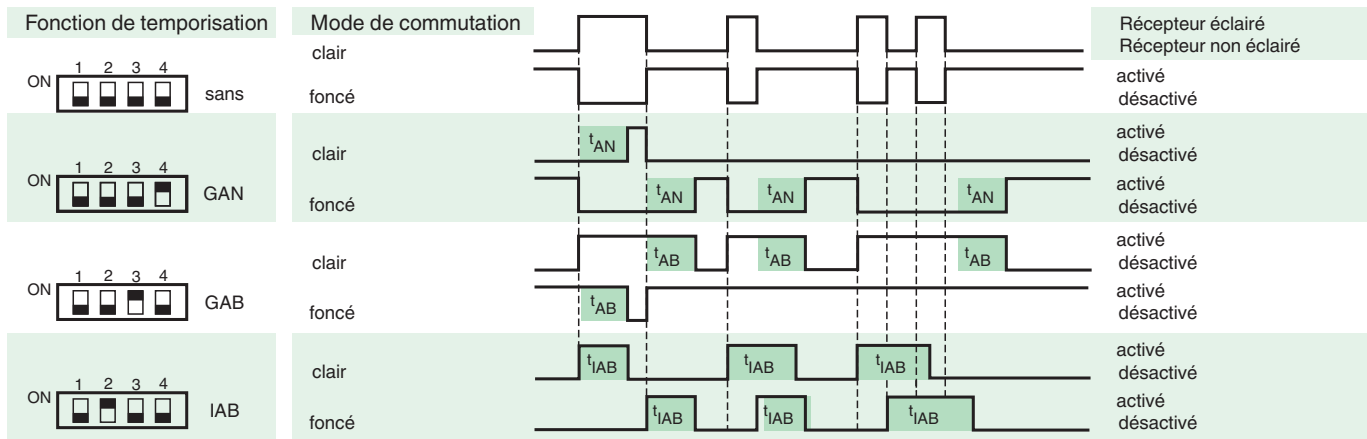 Fonction de temporisation
Mode de commutation
Récepteur éclairé
Récepteur non éclairé
clair
1 2 3 4
ON
sans
foncé
activé
désactivé
1 2 3 4
ON
GAN
clair
tAN
activé
désactivé
foncé
tAN
tAN
tAN
activé
désactivé
1 2 3 4
ON
GAB
clair
tAB
tAB
tAB
activé
désactivé
foncé
tAB
activé
désactivé
1 2 3 4
ON
IAB
clair
tIAB
tIAB
tIAB
activé
désactivé
foncé
tIAB
tIAB
tIAB
activé
désactivé